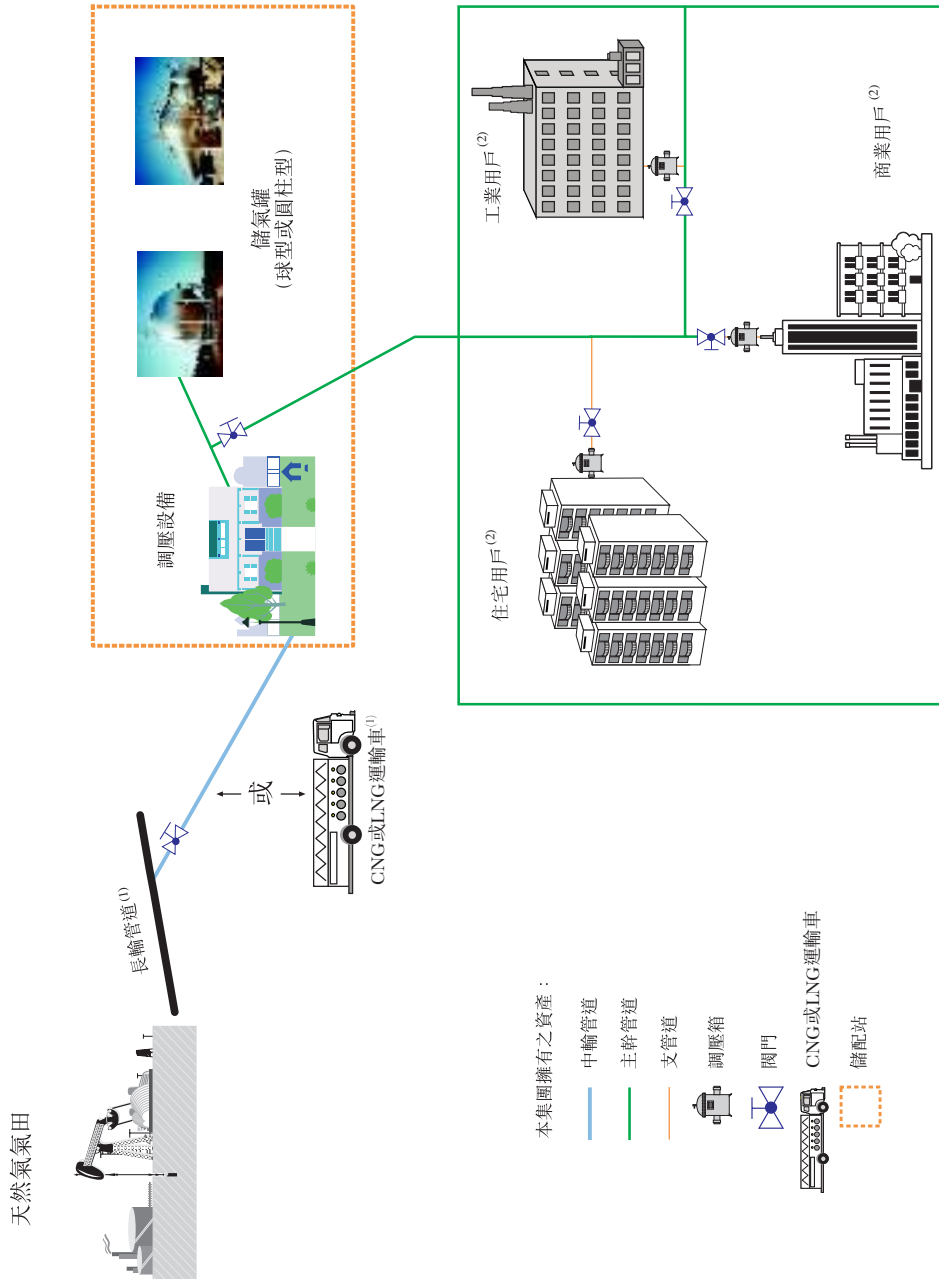 天然氣氣田
長輸管道(1)
或
CNG或LNG運輸車(1)
調壓設備
儲氣罐
(球型或圓柱型)
住宅用戶(2)
工業用戶(2)
商業用戶(2)
本集團擁有之資產：
中輸管道
主幹管道
支管道
調壓箱
閥門
CNG或LNG運輸車
儲配站